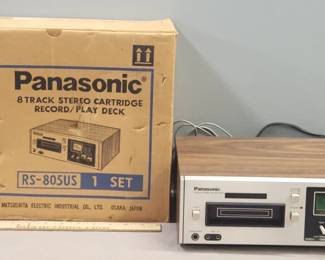 Panasonic®
8 TRACK STEREO CARTRIDGE
RECORD/PLAY DECK
RS-805US 1 SET
MATSUSHITA ELECTRIC INDUSTRIAL CO., LTD. OSAKA JAPAN
Panasonic